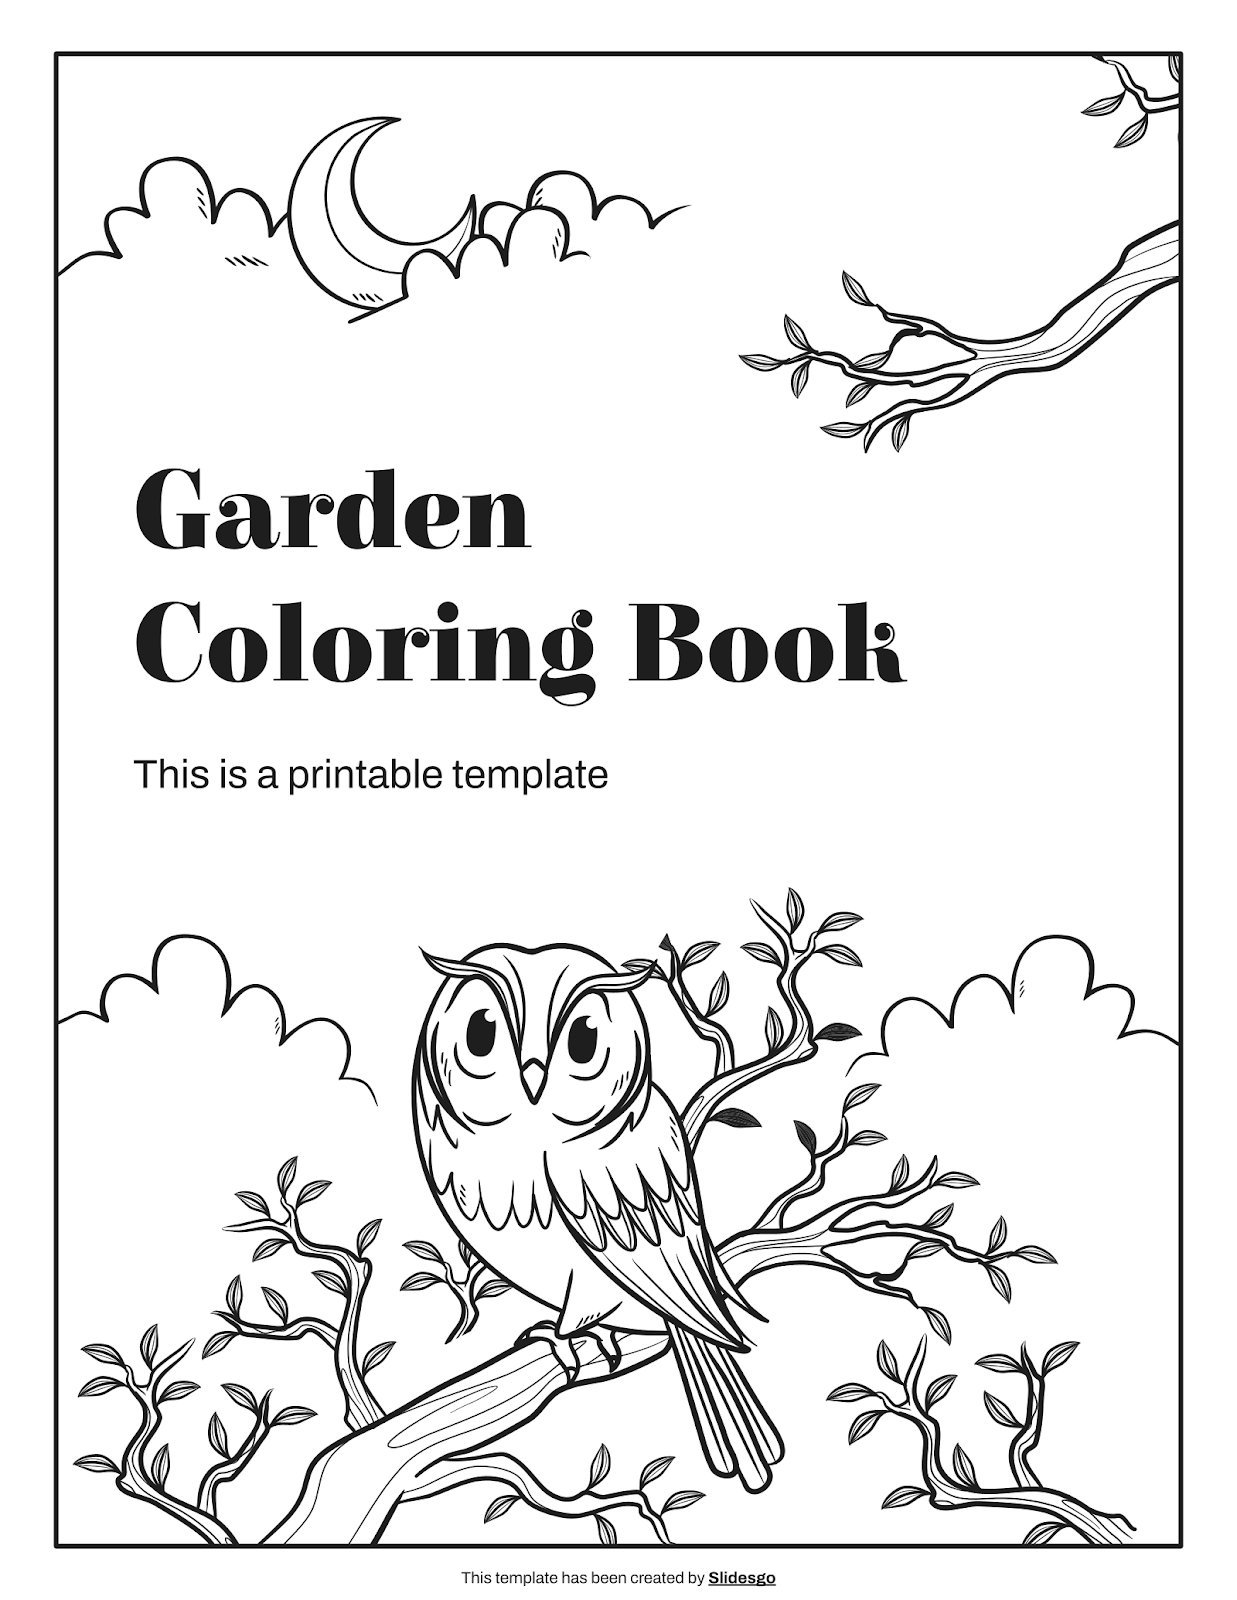 Garden
Coloring Book
This is a printable template
This template has been created by Slidesgo